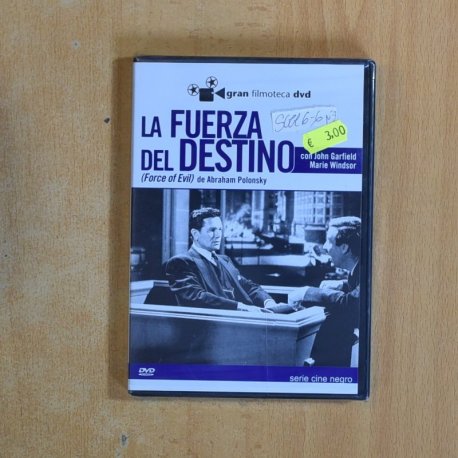 gran filmoteca dvd
LA FUERZA
DEL DESTINO
€ 3,00
con John Garfield
Marie Windsor
(Force of Evil) de Abraham Polonsky
DVD
serie cine negro